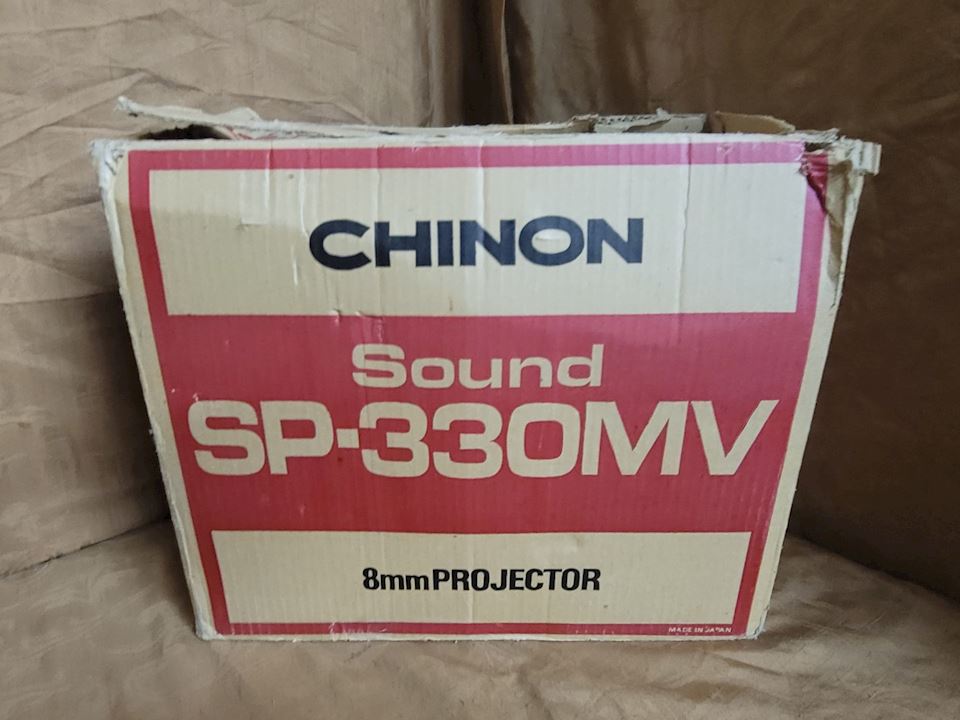 CHINON
Sound
SP-330MV
8mm PROJECTOR
MADE IN JAPAN